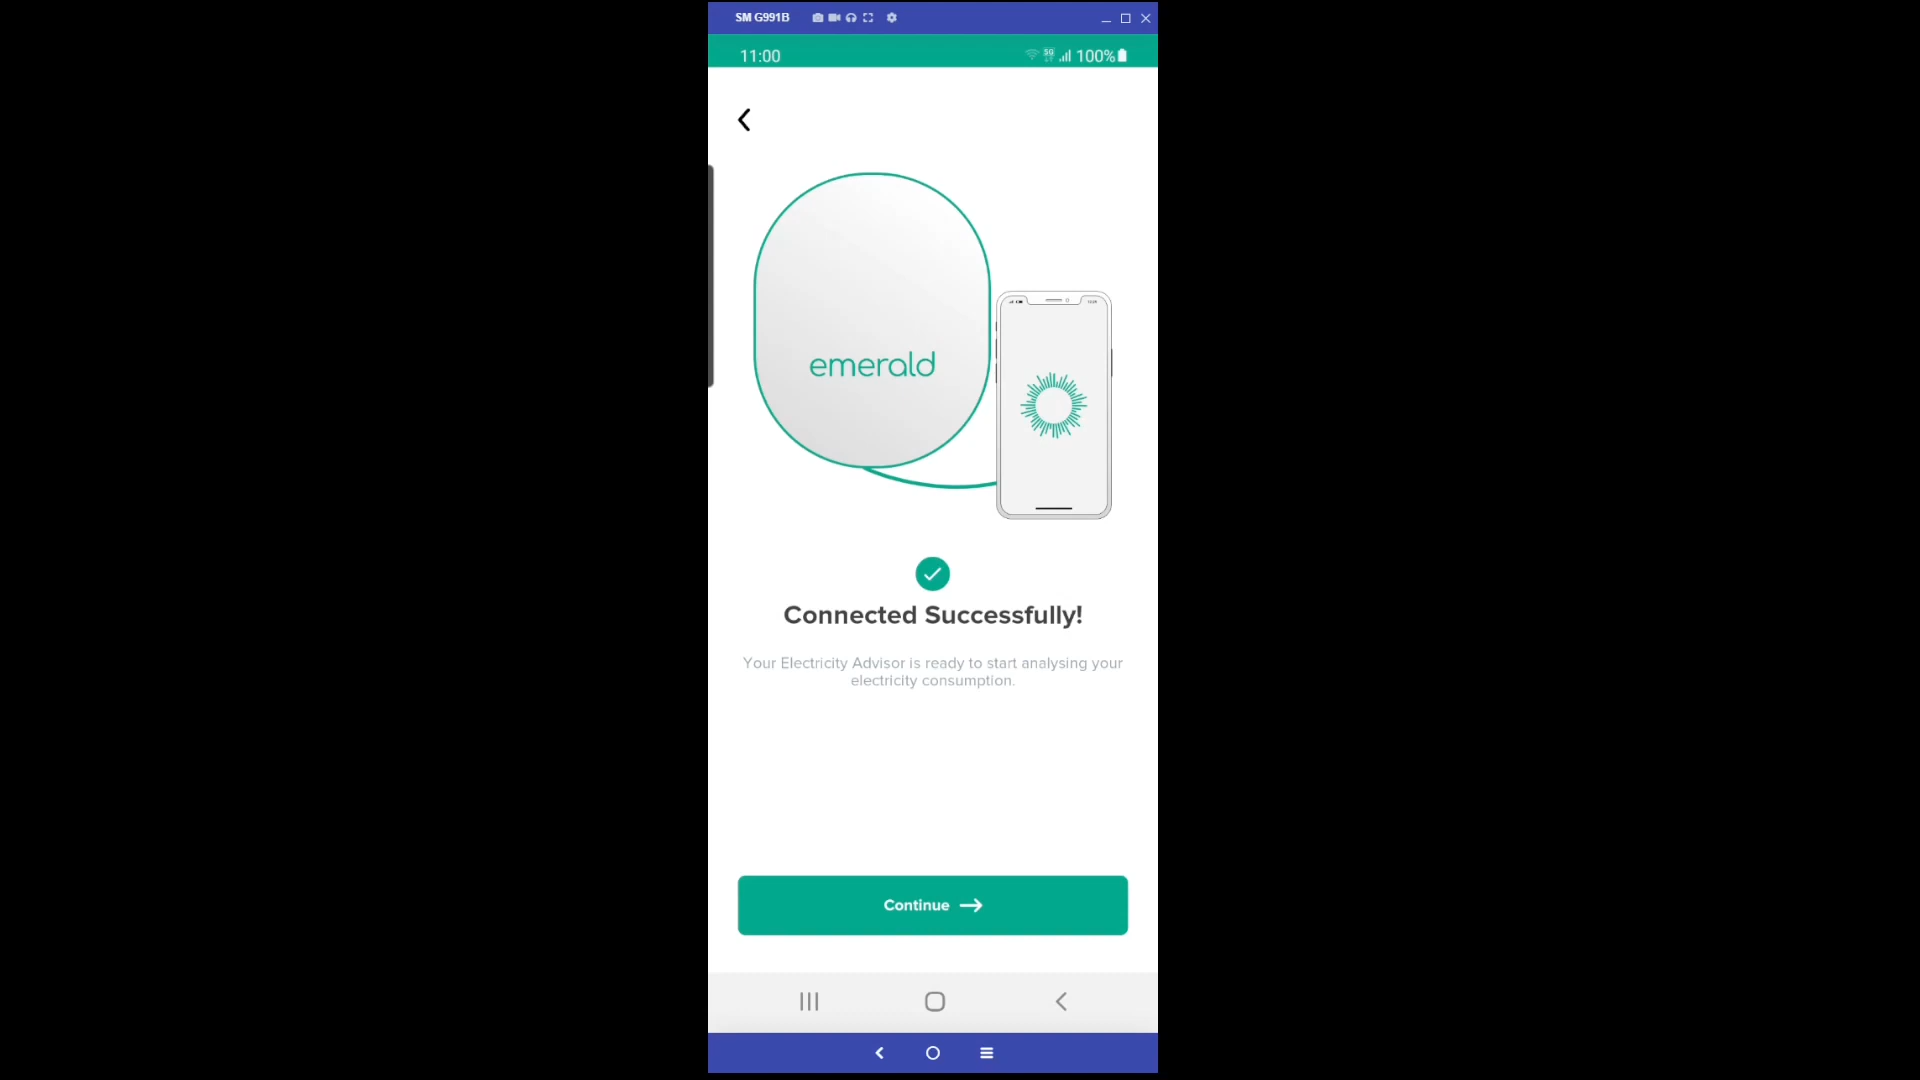 SM G991B
11:00
5G
100%
emerald
Connected Successfully!
Your Electricity Advisor is ready to start analysing your
electricity consumption.
Continue